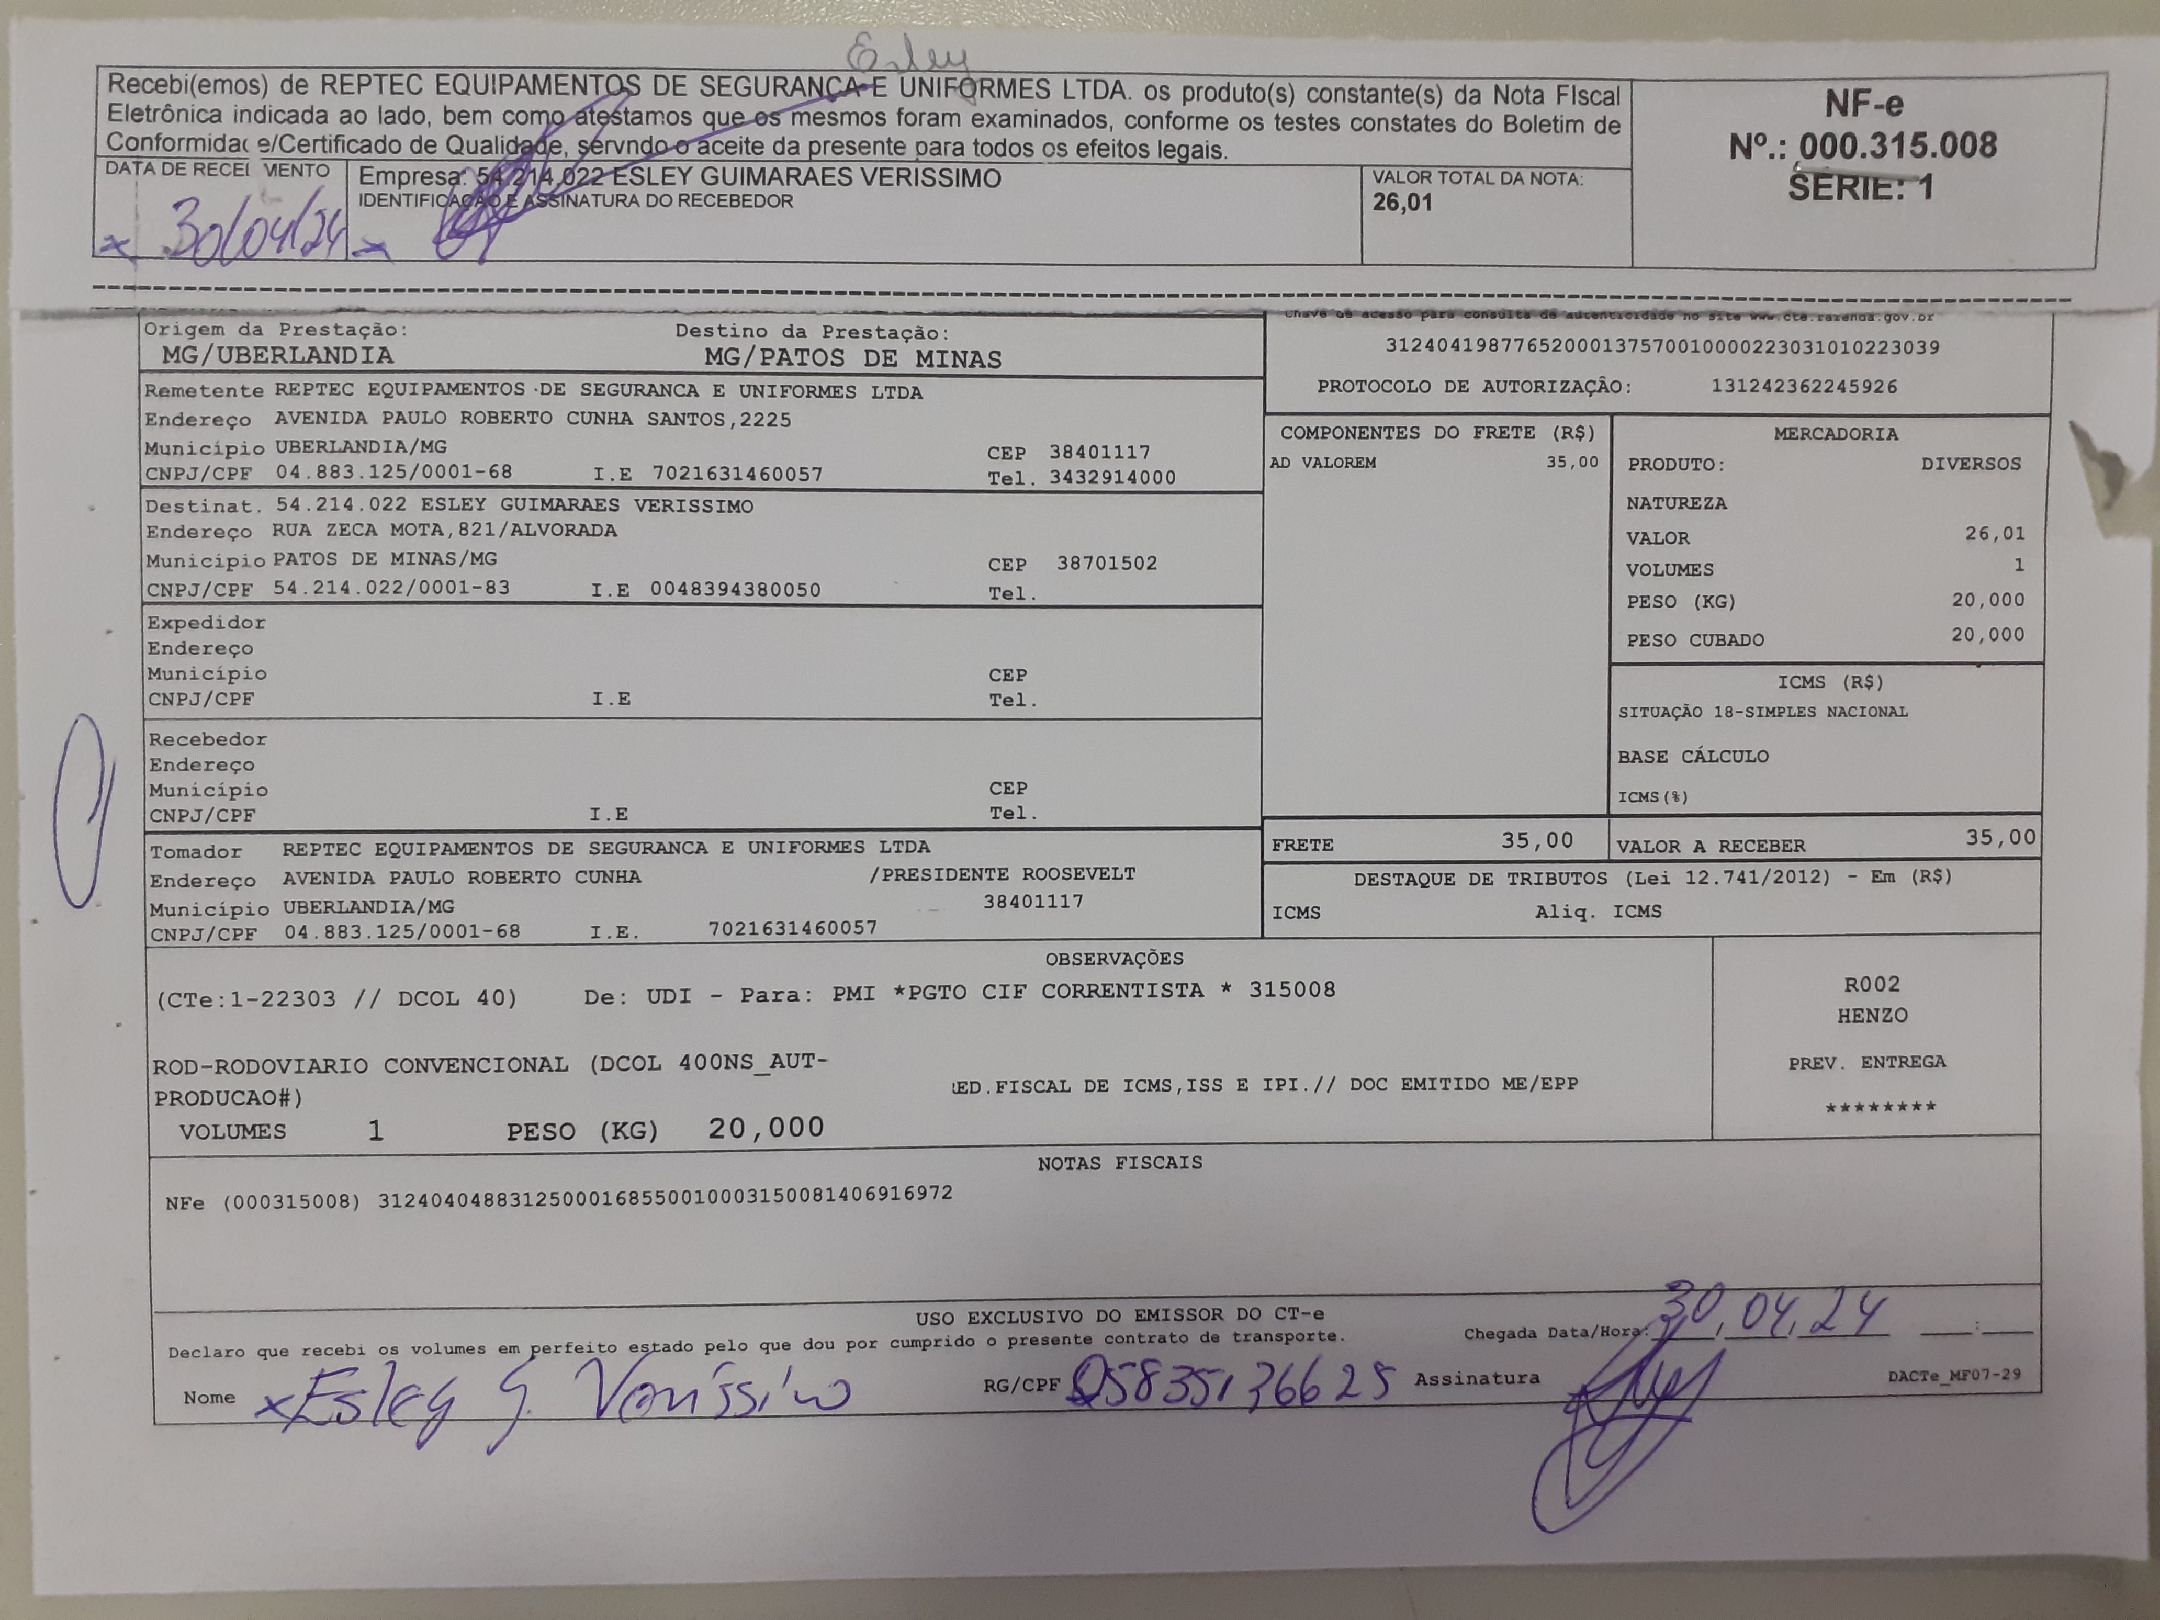 Esley
Recebi(emos) de REPTEC EQUIPAMENTOS DE SEGURANÇA E UNIFORMES LTDA. os produto(s) constante(s) da Nota FIscal
Eletrônica indicada ao lado, bem como atestamos que os mesmos foram examinados, conforme os testes constates do Boletim de
Conformidac e/Certificado de Qualidade, servndo o aceite da presente para todos os efeitos legais.
NF-e
Nº.: 000.315.008
SÉRIE: 1
DATA DE RECEI MENTO
x 30/04/24
Empresa: 54.214.022 ESLEY GUIMARAES VERISSIMO
IDENTIFICAÇÃO E ASSINATURA DO RECEBEDOR
x
VALOR TOTAL DA NOTA:
26,01
Origem da Prestação: Destino da Prestação:
MG/UBERLANDIA MG/PATOS DE MINAS
Chave de acesso para consulta de autenticidade no site www.cte.fazenda.gov.br
31240419877652000137570010000223031010223039
PROTOCOLO DE AUTORIZAÇÃO: 131242362245926
Remetente REPTEC EQUIPAMENTOS DE SEGURANCA E UNIFORMES LTDA
Endereço AVENIDA PAULO ROBERTO CUNHA SANTOS,2225
Município UBERLANDIA/MG CEP 38401117
CNPJ/CPF 04.883.125/0001-68 I.E 7021631460057 Tel. 3432914000
Destinat. 54.214.022 ESLEY GUIMARAES VERISSIMO
Endereço RUA ZECA MOTA,821/ALVORADA
Município PATOS DE MINAS/MG CEP 38701502
CNPJ/CPF 54.214.022/0001-83 I.E 0048394380050 Tel.
Expedidor
Endereço
Município CEP
CNPJ/CPF I.E Tel.
Recebedor
Endereço
Município CEP
CNPJ/CPF I.E Tel.
Tomador REPTEC EQUIPAMENTOS DE SEGURANCA E UNIFORMES LTDA
Endereço AVENIDA PAULO ROBERTO CUNHA /PRESIDENTE ROOSEVELT
Município UBERLANDIA/MG 38401117
CNPJ/CPF 04.883.125/0001-68 I.E. 7021631460057
COMPONENTES DO FRETE (R$)
AD VALOREM 35,00
MERCADORIA
PRODUTO: DIVERSOS
NATUREZA
VALOR 26,01
VOLUMES 1
PESO (KG) 20,000
PESO CUBADO 20,000
ICMS (R$)
SITUAÇÃO 18-SIMPLES NACIONAL
BASE CÁLCULO
ICMS(%)
FRETE 35,00 VALOR A RECEBER 35,00
DESTAQUE DE TRIBUTOS (Lei 12.741/2012) - Em (R$)
ICMS Aliq. ICMS
OBSERVAÇÕES
(CTe:1-22303 // DCOL 40) De: UDI - Para: PMI *PGTO CIF CORRENTISTA * 315008
ROD-RODOVIARIO CONVENCIONAL (DCOL 400NS_AUT-
PRODUCAO#)
ED.FISCAL DE ICMS,ISS E IPI.// DOC EMITIDO ME/EPP
VOLUMES 1 PESO (KG) 20,000
R002
HENZO
PREV. ENTREGA
********
NOTAS FISCAIS
NFe (000315008) 31240404883125000168550010003150081406916972
USO EXCLUSIVO DO EMISSOR DO CT-e
Declaro que recebi os volumes em perfeito estado pelo que dou por cumprido o presente contrato de transporte.
Chegada Data/Hora: 30, 04, 24 :
Nome x Esley G. Veríssimo RG/CPF 05835136625 Assinatura
DACTe_MF07-29